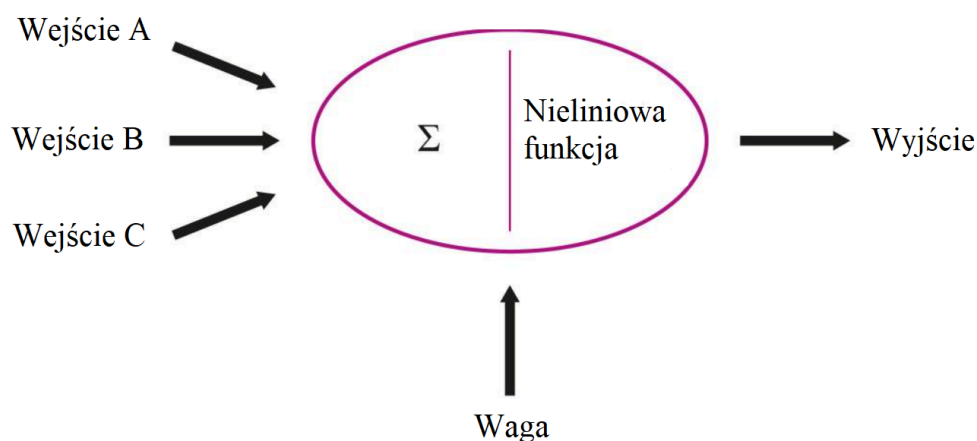 Wejście A
Wejście B
Wejście C
Σ
Nieliniowa
funkcja
Wyjście
Waga